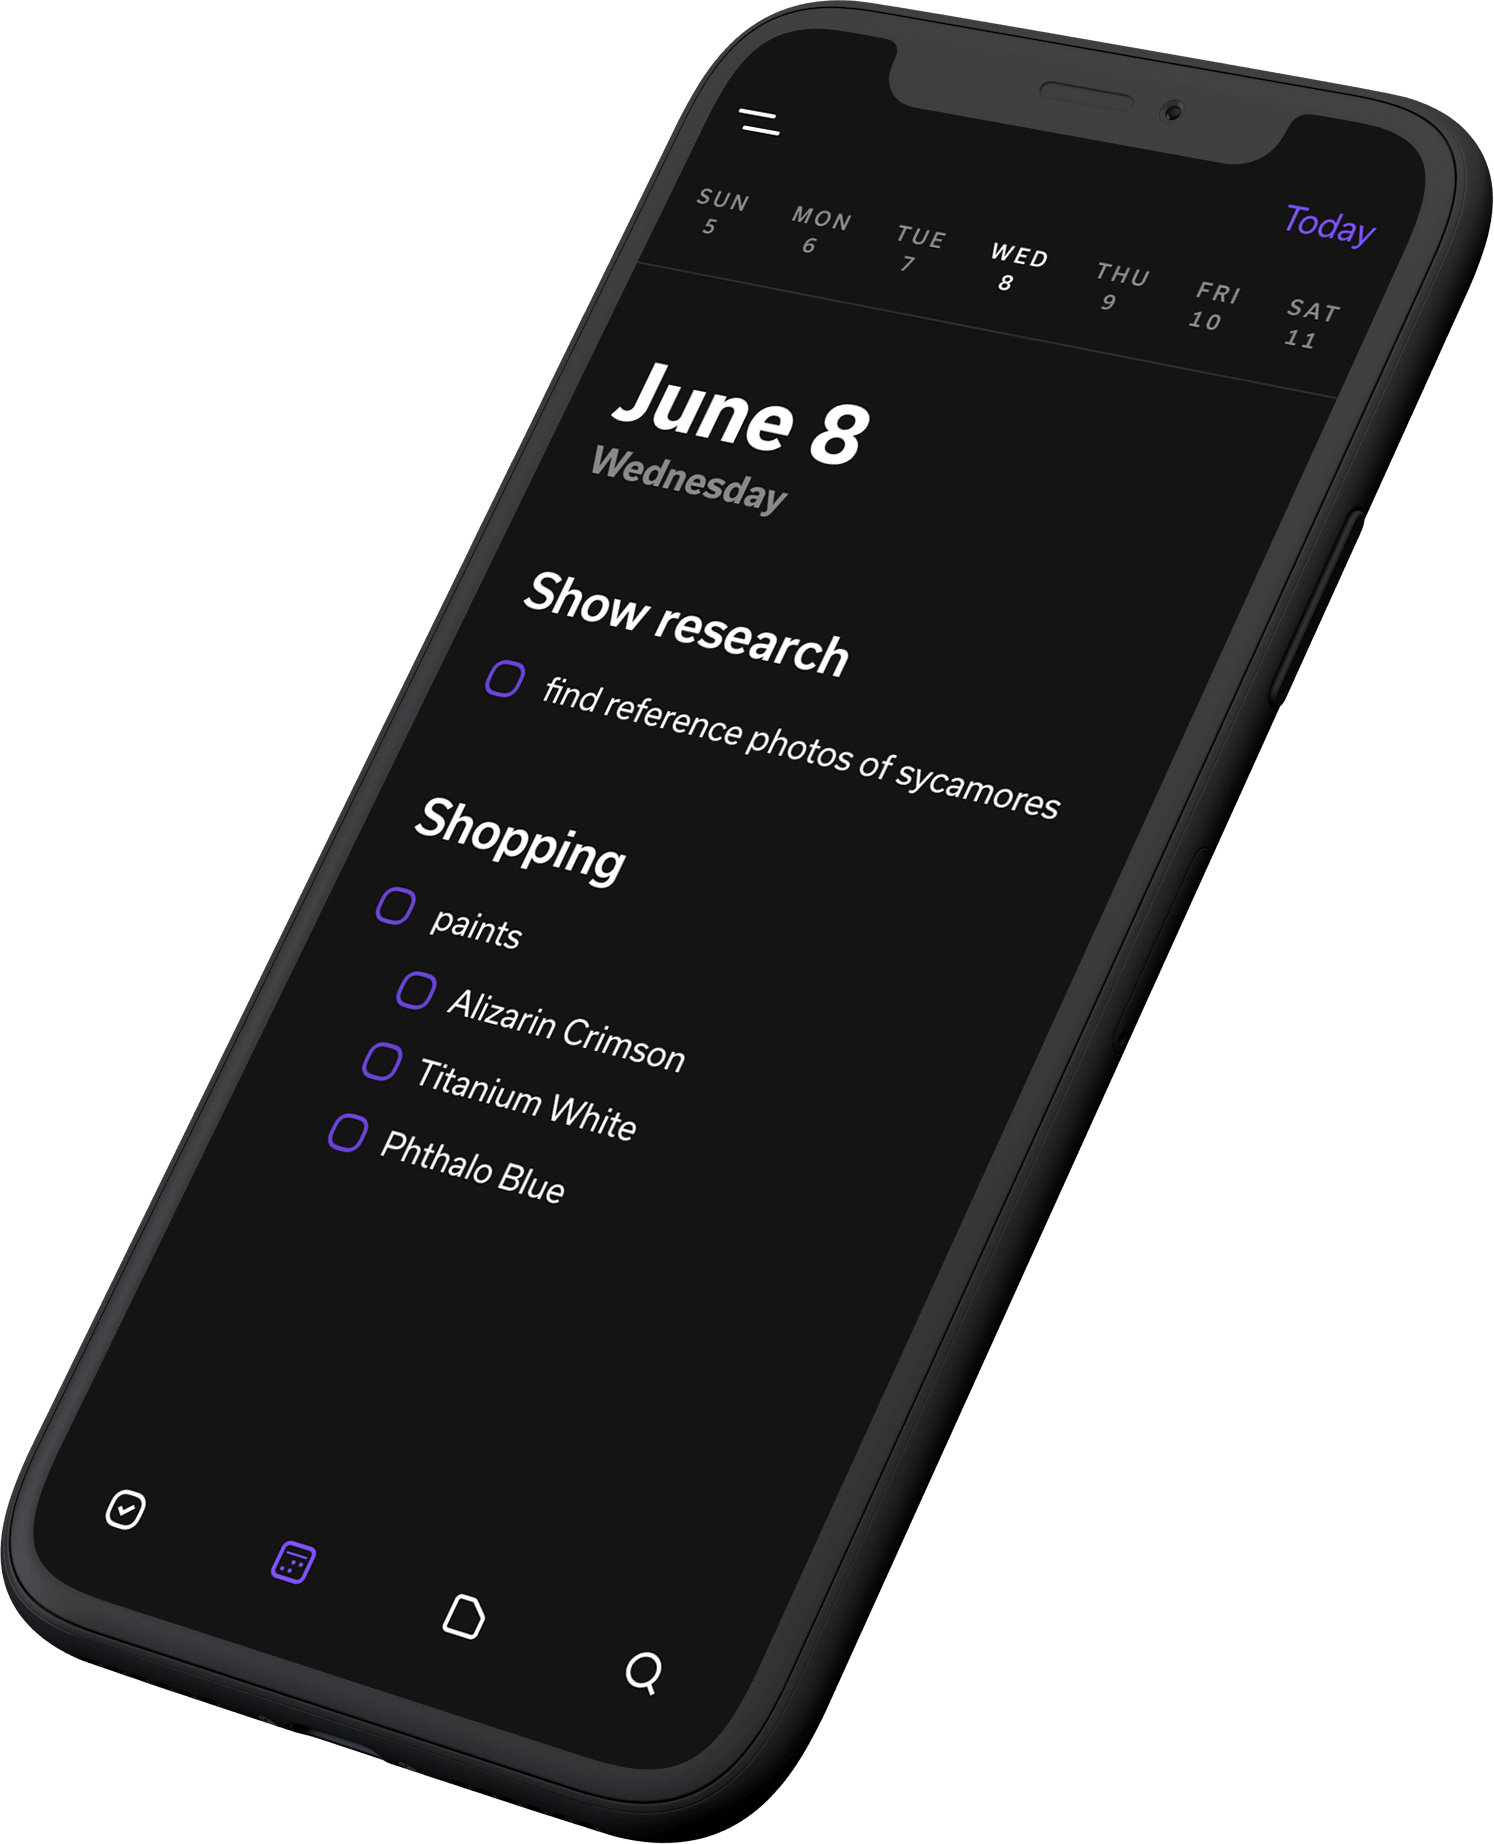 Today
SUN MON TUE WED THU FRI SAT
5 6 7 8 9 10 11
June 8
Wednesday
Show research
find reference photos of sycamores
Shopping
paints
Alizarin Crimson
Titanium White
Phthalo Blue